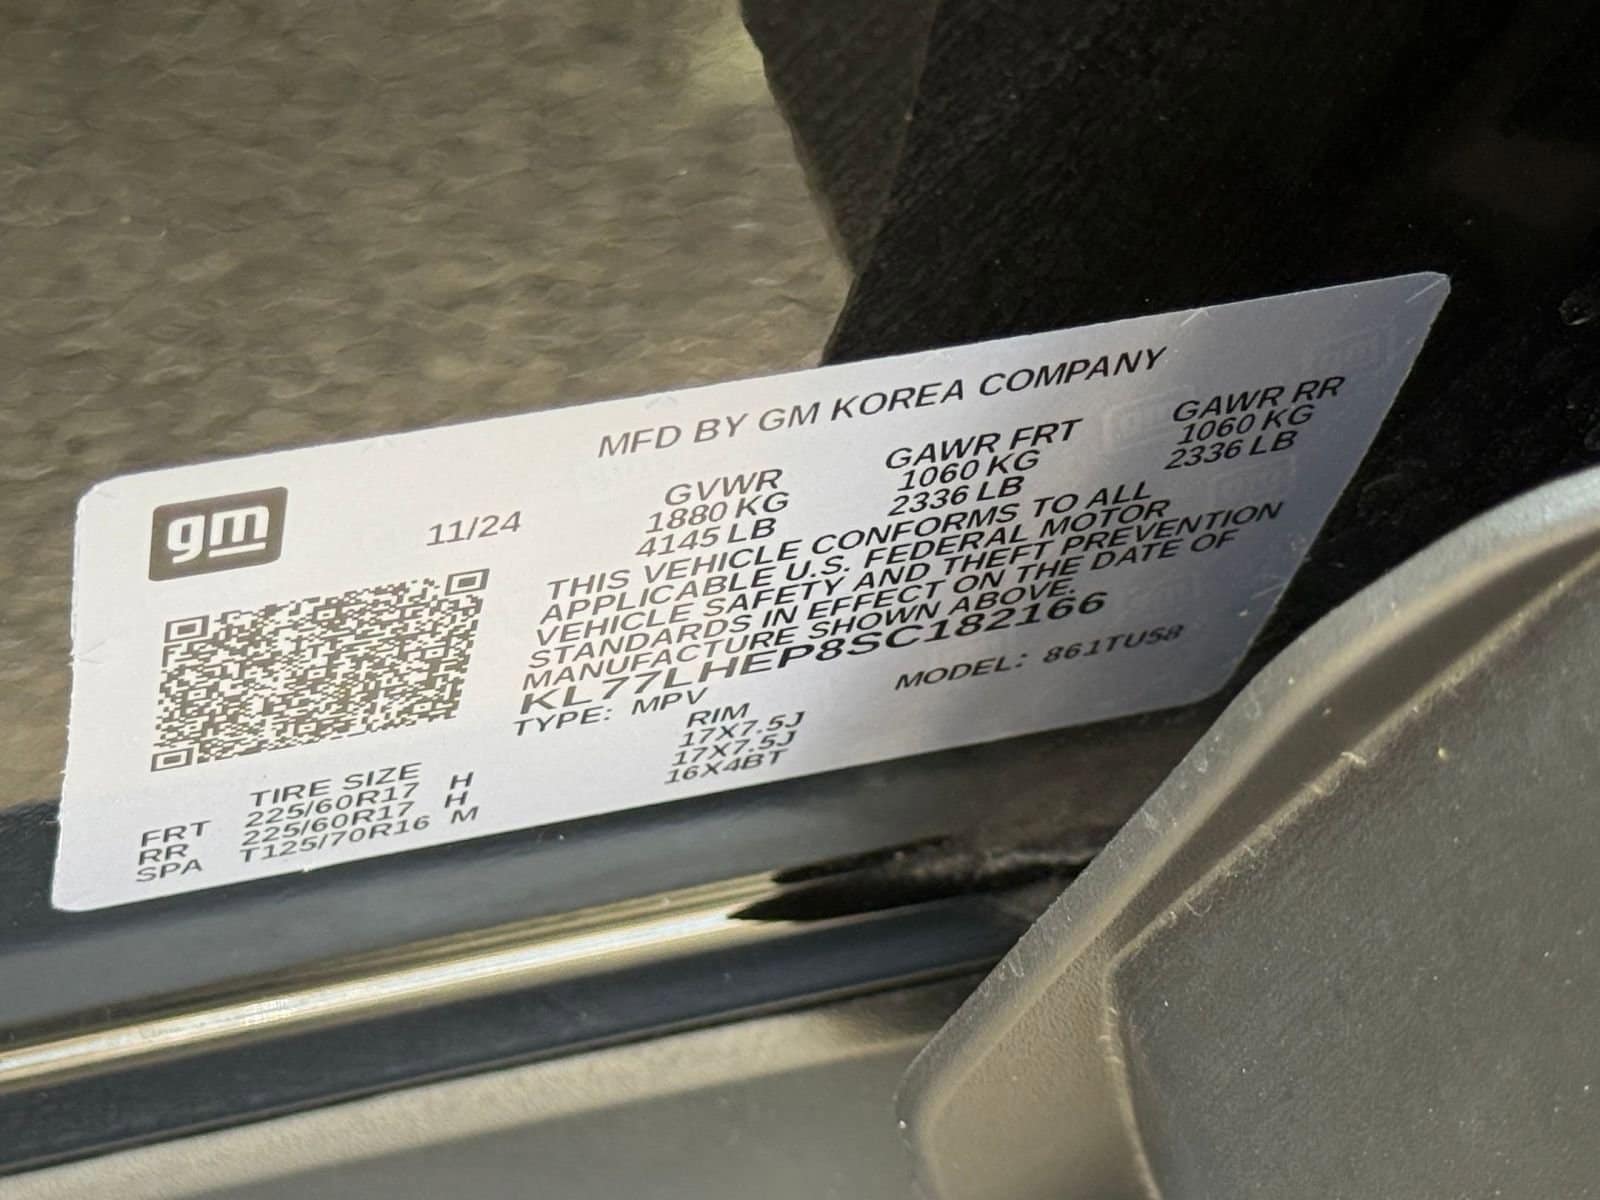 MFD BY GM KOREA COMPANY
gm
11/24
GVWR GAWR FRT GAWR RR
1880 KG 1060 KG 1060 KG
4145 LB 2336 LB 2336 LB
THIS VEHICLE CONFORMS TO ALL
APPLICABLE U.S. FEDERAL MOTOR
VEHICLE SAFETY AND THEFT PREVENTION
STANDARDS IN EFFECT ON THE DATE OF
MANUFACTURE SHOWN ABOVE.
KL77LHEP8SC182166
TYPE: MPV MODEL: 861TU58
TIRE SIZE RIM
FRT 225/60R17 H 17X7.5J
RR 225/60R17 H 17X7.5J
SPA T125/70R16 M 16X4BT